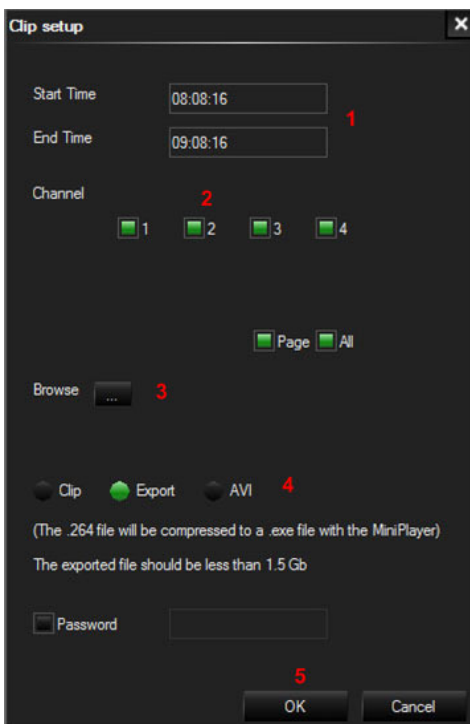 Clip setup
Start Time 08:08:16
1
End Time 09:08:16
Channel 2
1 2 3 4
Page All
Browse ... 3
Clip Export AVI 4
(The .264 file will be compressed to a .exe file with the MiniPlayer)
The exported file should be less than 1.5 Gb
Password
5
OK Cancel